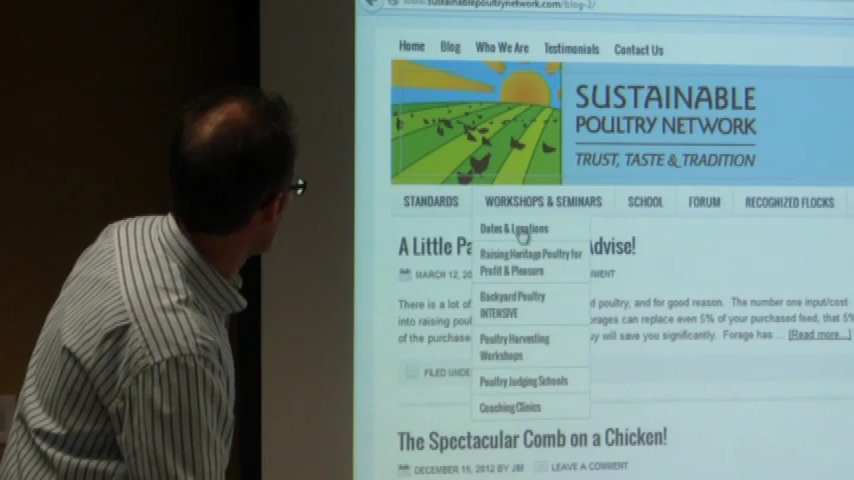 www.sustainablepoultrynetwork.com/blog-2/
Home Blog Who We Are Testimonials Contact Us
SUSTAINABLE
POULTRY NETWORK
TRUST, TASTE & TRADITION
STANDARDS WORKSHOPS & SEMINARS SCHOOL FORUM RECOGNIZED FLOCKS
Dates & Locations
Raising Heritage Poultry for
Profit & Pleasure
Backyard Poultry
INTENSIVE
Poultry Harvesting
Workshops
Poultry Judging Schools
Coaching Clinics
A Little Advise!
MARCH 12, 20
There is a lot of d poultry, and for good reason. The number one input/cost
into raising poul can replace even 5% of your purchased feed, that 5%
of the purchase will save you significantly. Forage has ... [Read more...]
FILED UNDE
The Spectacular Comb on a Chicken!
DECEMBER 15, 2012 BY JIM LEAVE A COMMENT